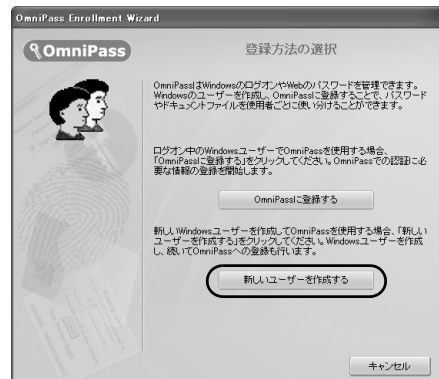 OmniPass Enrollment Wizard
OmniPass
登録方法の選択
OmniPassはWindowsのログオンやWebのパスワードを管理できます。
Windowsのユーザーを作成し、OmniPassに登録することで、パスワード
やドキュメントファイルを使用者ごとに使い分けることができます。
ログオン中のWindowsユーザーでOmniPassを使用する場合、
「OmniPassに登録する」をクリックしてください。OmniPassでの認証に必
要な情報の登録を開始します。
OmniPassに登録する
新しいWindowsユーザーを作成してOmniPassを使用する場合、「新しい
ユーザーを作成する」をクリックしてください。Windowsユーザーを作成
し、続いてOmniPassへの登録も行います。
新しいユーザーを作成する
キャンセル